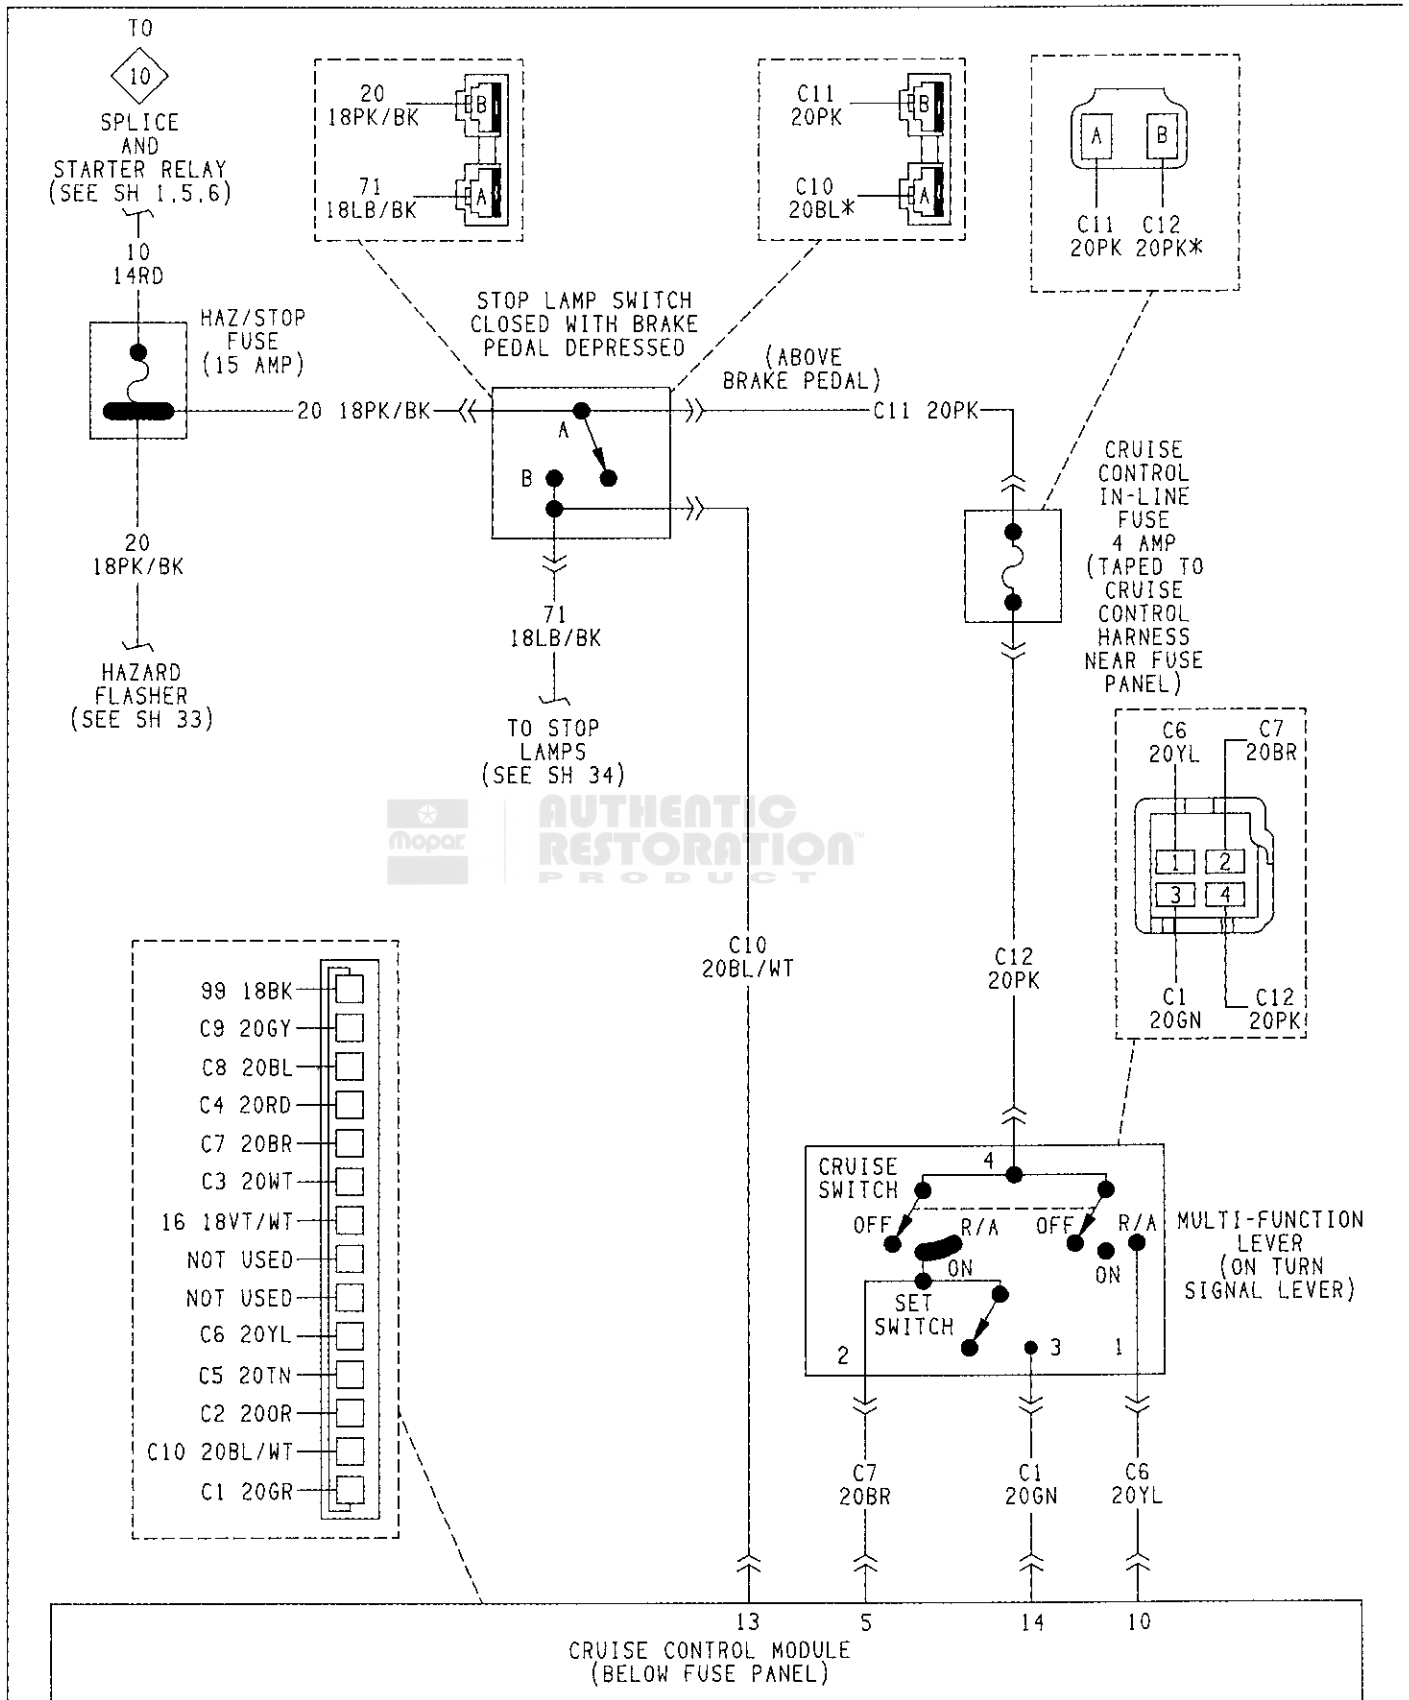 TO
10
SPLICE
AND
STARTER RELAY
(SEE SH 1,5,6)
10
14RD
HAZ/STOP
FUSE
(15 AMP)
20
18PK/BK
B
71
18LB/BK
A
C11
20PK
B
C10
20BL*
A
A
B
C11
20PK
C12
20PK*
STOP LAMP SWITCH
CLOSED WITH BRAKE
PEDAL DEPRESSED
(ABOVE
BRAKE PEDAL)
20 18PK/BK
A
B
C11 20PK
CRUISE
CONTROL
IN-LINE
FUSE
4 AMP
(TAPED TO
CRUISE
CONTROL
HARNESS
NEAR FUSE
PANEL)
20
18PK/BK
HAZARD
FLASHER
(SEE SH 33)
71
18LB/BK
TO STOP
LAMPS
(SEE SH 34)
Mopar
AUTHENTIC
RESTORATION™
PRODUCT
C6
20YL
C7
20BR
1
2
3
4
C1
20GN
C12
20PK
C10
20BL/WT
C12
20PK
99 18BK
C9 20GY
C8 20BL
C4 20RD
C7 20BR
C3 20WT
16 18VT/WT
NOT USED
NOT USED
C6 20YL
C5 20TN
C2 20OR
C10 20BL/WT
C1 20GR
CRUISE
SWITCH
4
OFF
R/A
ON
OFF
R/A
ON
SET
SWITCH
2
3
1
MULTI-FUNCTION
LEVER
(ON TURN
SIGNAL LEVER)
C7
20BR
C1
20GN
C6
20YL
13
5
14
10
CRUISE CONTROL MODULE
(BELOW FUSE PANEL)